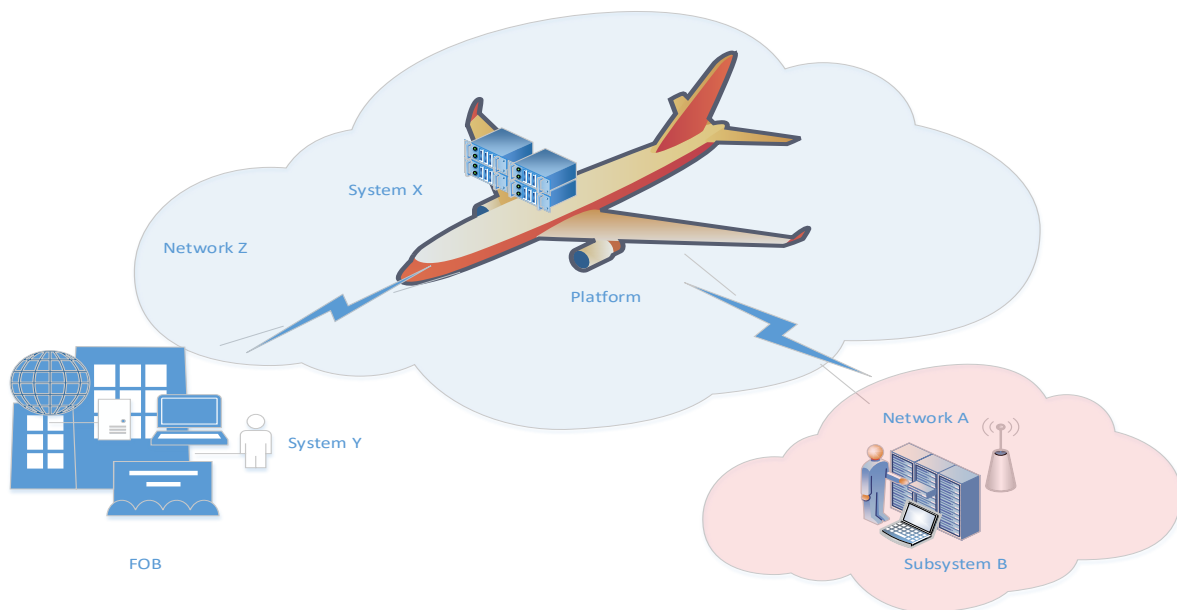 System X
Network Z
Platform
Network A
System Y
FOB
Subsystem B